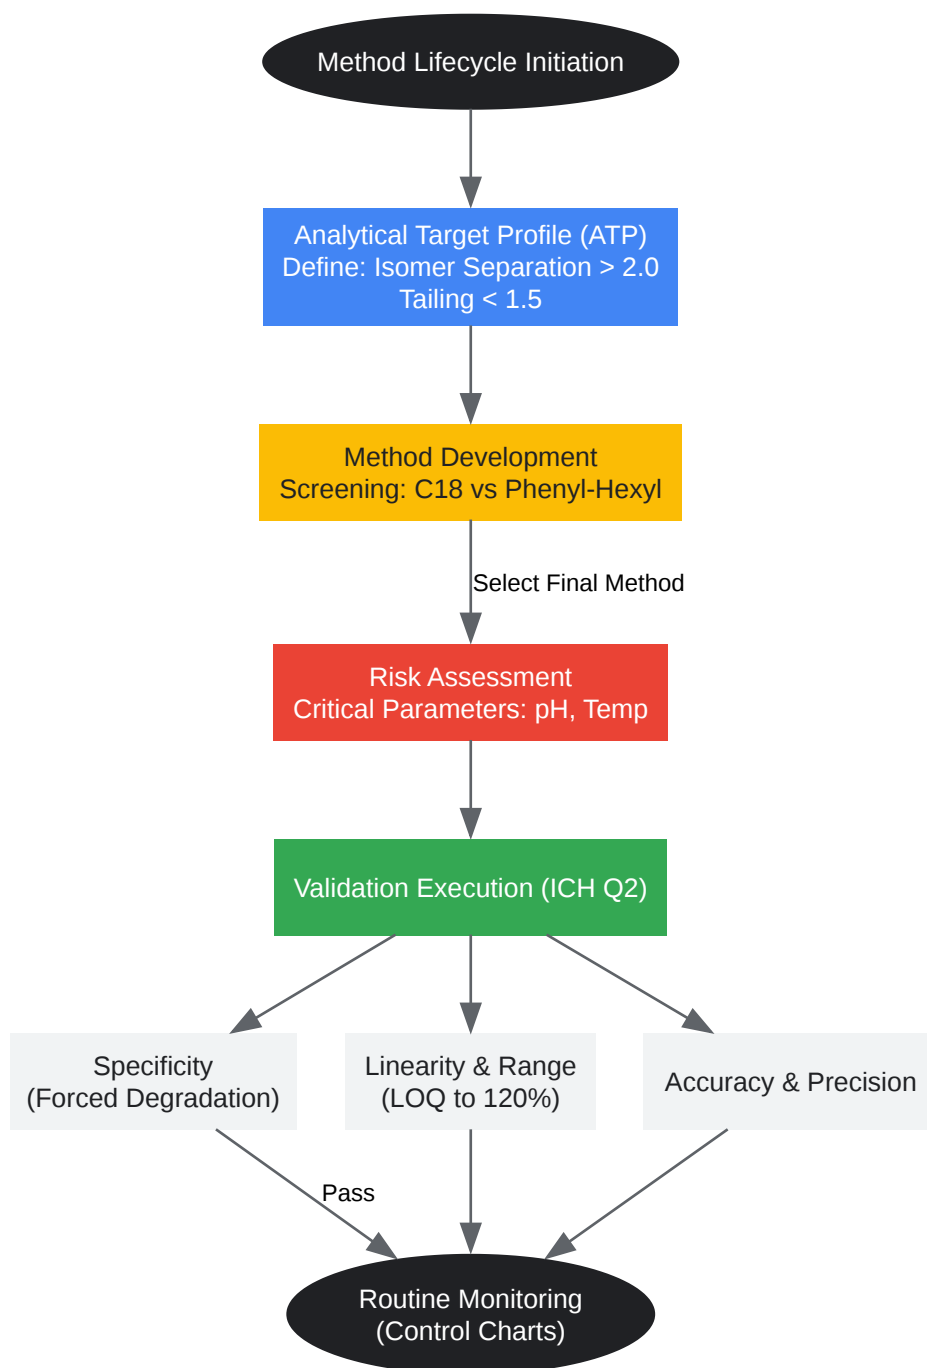 Method Lifecycle Initiation
Analytical Target Profile (ATP)
Define: Isomer Separation > 2.0
Tailing < 1.5
Method Development
Screening: C18 vs Phenyl-Hexyl
Select Final Method
Risk Assessment
Critical Parameters: pH, Temp
Validation Execution (ICH Q2)
Specificity
(Forced Degradation)
Linearity & Range
(LOQ to 120%)
Accuracy & Precision
Pass
Routine Monitoring
(Control Charts)